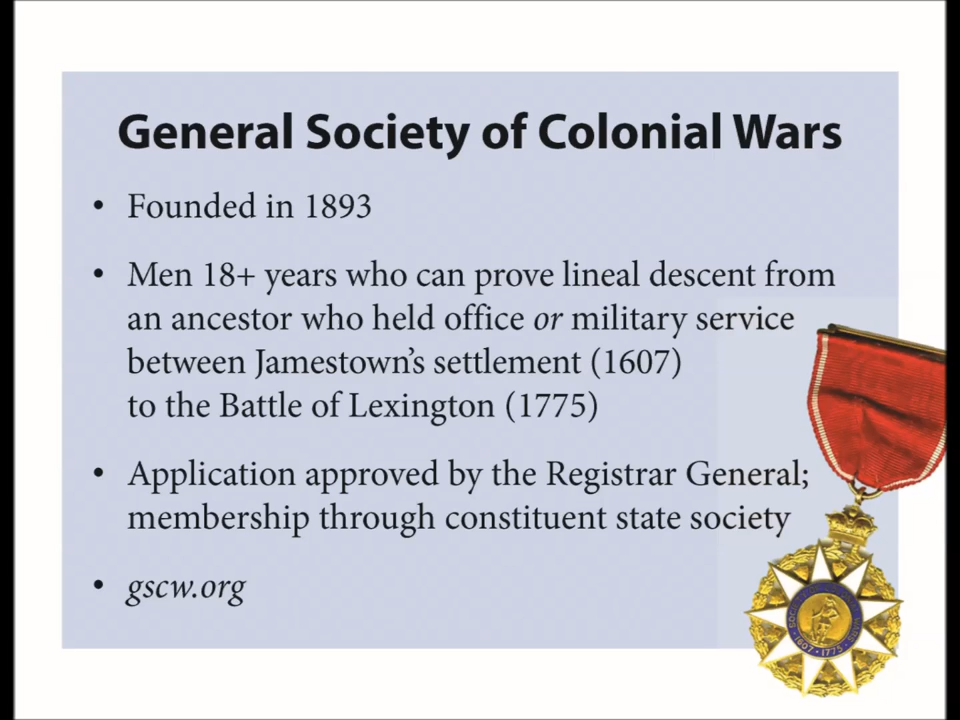 General Society of Colonial Wars
• Founded in 1893
• Men 18+ years who can prove lineal descent from
an ancestor who held office or military service
between Jamestown's settlement (1607)
to the Battle of Lexington (1775)
• Application approved by the Registrar General;
membership through constituent state society
• gscw.org
1607 · 1775